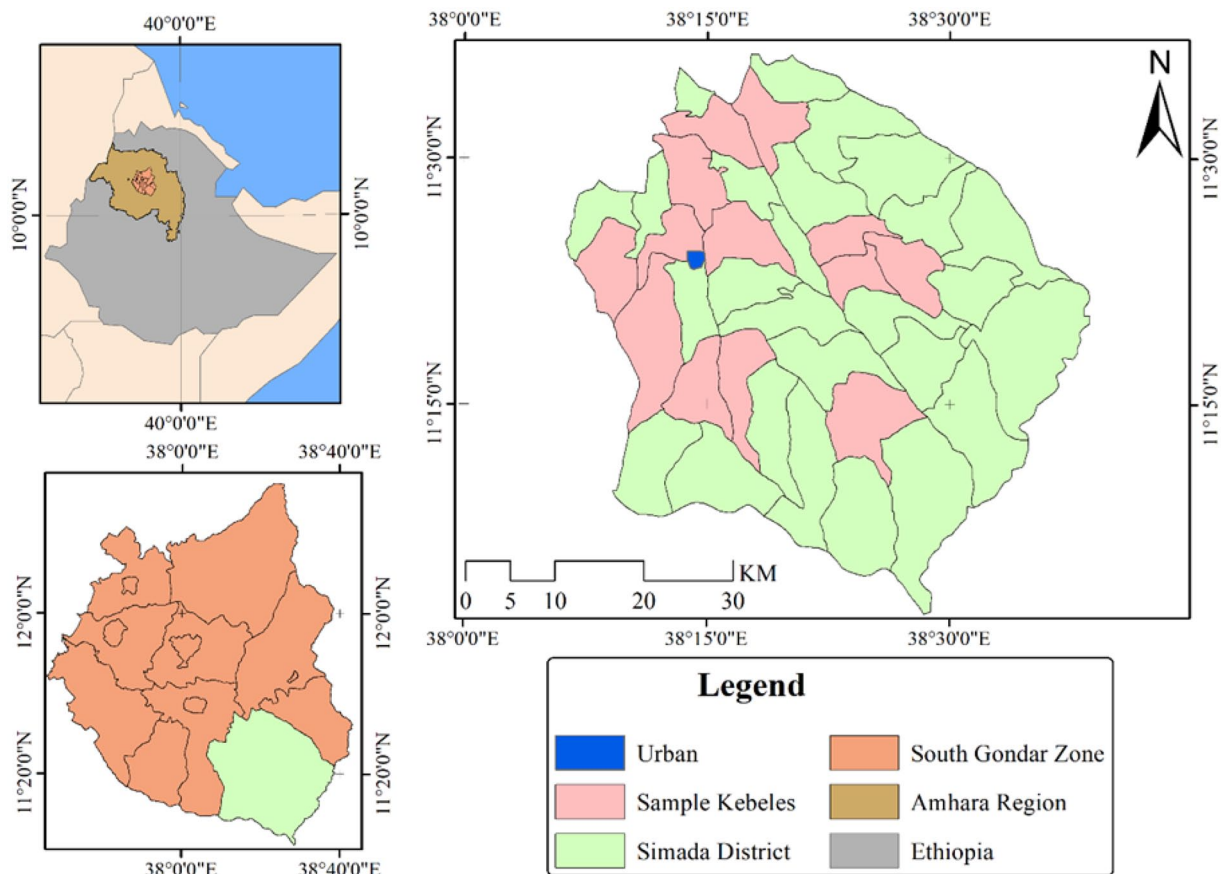 40°0'0"E
10°0'0"N
10°0'0"N
40°0'0"E
38°0'0"E
38°15'0"E
38°30'0"E
N
11°30'0"N
11°30'0"N
11°15'0"N
11°15'0"N
KM
0 5 10 20 30
38°0'0"E
38°15'0"E
38°30'0"E
38°0'0"E
38°40'0"E
12°0'0"N
12°0'0"N
11°20'0"N
11°20'0"N
38°0'0"E
38°40'0"E
Legend
Urban
South Gondar Zone
Sample Kebeles
Amhara Region
Simada District
Ethiopia